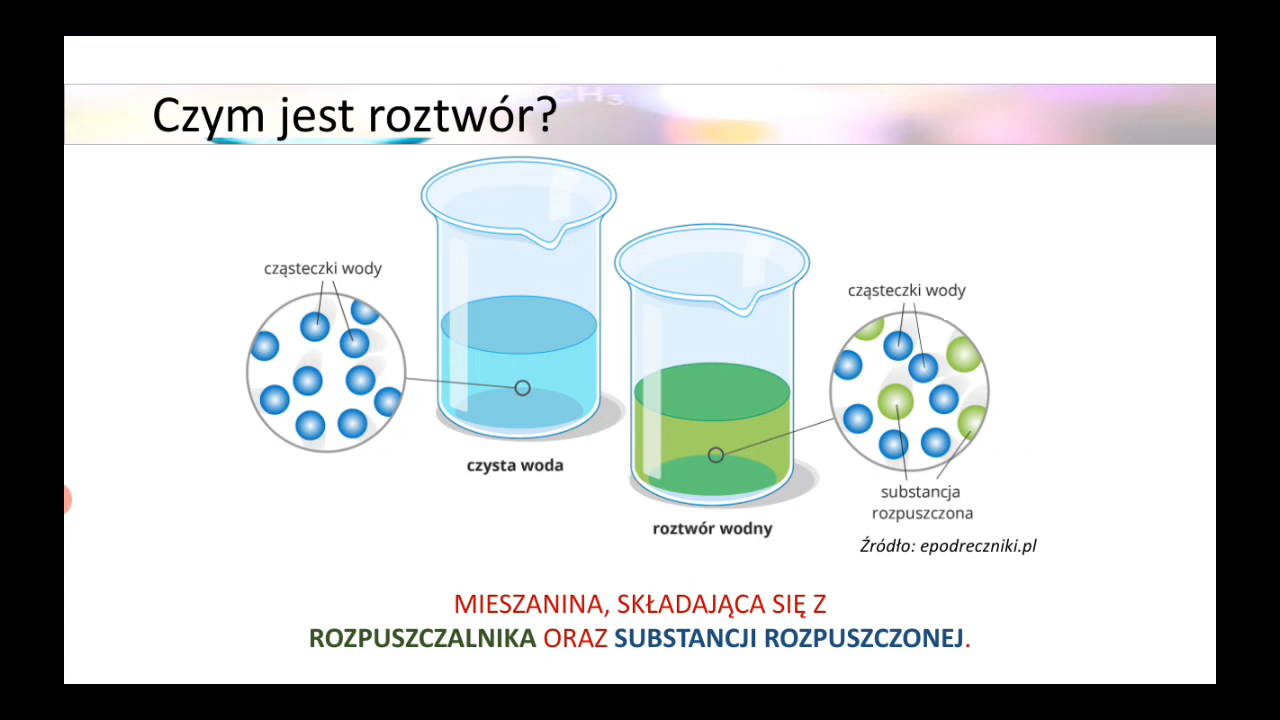 Czym jest roztwór?
CH₃
cząsteczki wody
cząsteczki wody
czysta woda
substancja
rozpuszczona
roztwór wodny
Źródło: epodreczniki.pl
MIESZANINA, SKŁADAJĄCA SIĘ Z
ROZPUSZCZALNIKA ORAZ SUBSTANCJI ROZPUSZCZONEJ.